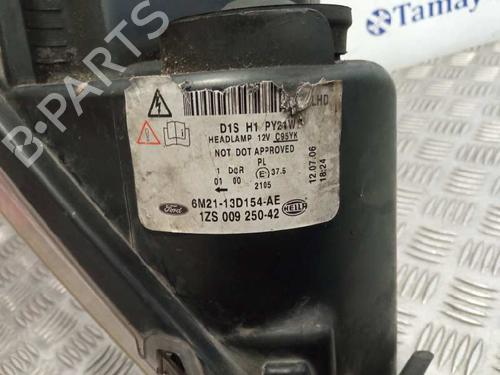 Tamay
B-PARTS
LHD
D1S H1 PY21W
HEADLAMP 12V C95YK
NOT DOT APPROVED
PL
1 DCR E 37.5
01 00 2105
12.07.06
18:24
Ford 6M21-13D154-AE
1ZS 009 250-42 HELLA